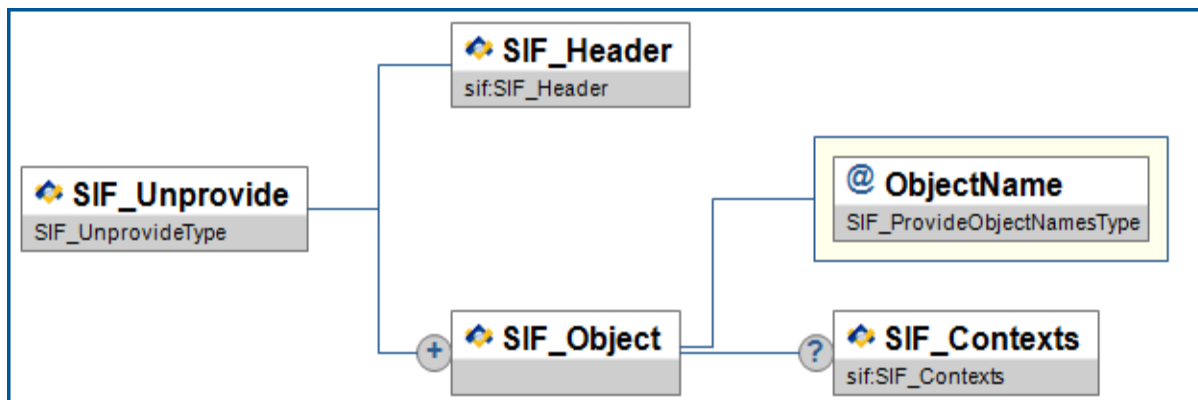 SIF_Header
sif:SIF_Header
SIF_Unprovide
SIF_UnprovideType
@ ObjectName
SIF_ProvideObjectNamesType
+
SIF_Object
?
SIF_Contexts
sif:SIF_Contexts